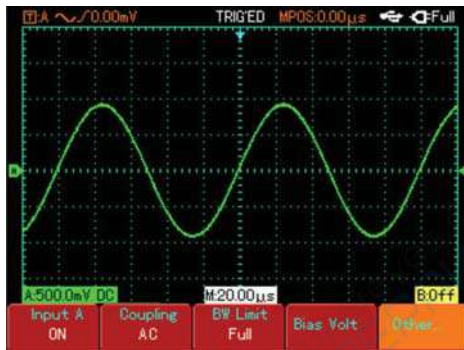 T:A 0.00mV TRIG'ED MPOS:0.00μs Full
A:500.0mV DC M:20.00μs B:Off
Input A Coupling BW Limit Bias Volt Other...
ON AC Full